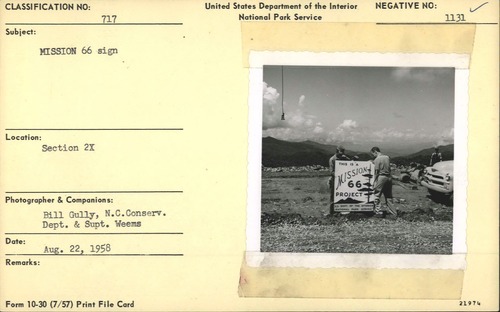 CLASSIFICATION NO:
717
United States Department of the Interior
National Park Service
NEGATIVE NO:
1131
Subject:
MISSION 66 sign
Location:
Section 2X
Photographer & Companions:
Bill Gully, N.C.Conserv.
Dept. & Supt. Weems
Date:
Aug. 22, 1958
Remarks:
Form 10-30 (7/57) Print File Card
21974
THIS IS A
MISSION
66
PROJECT